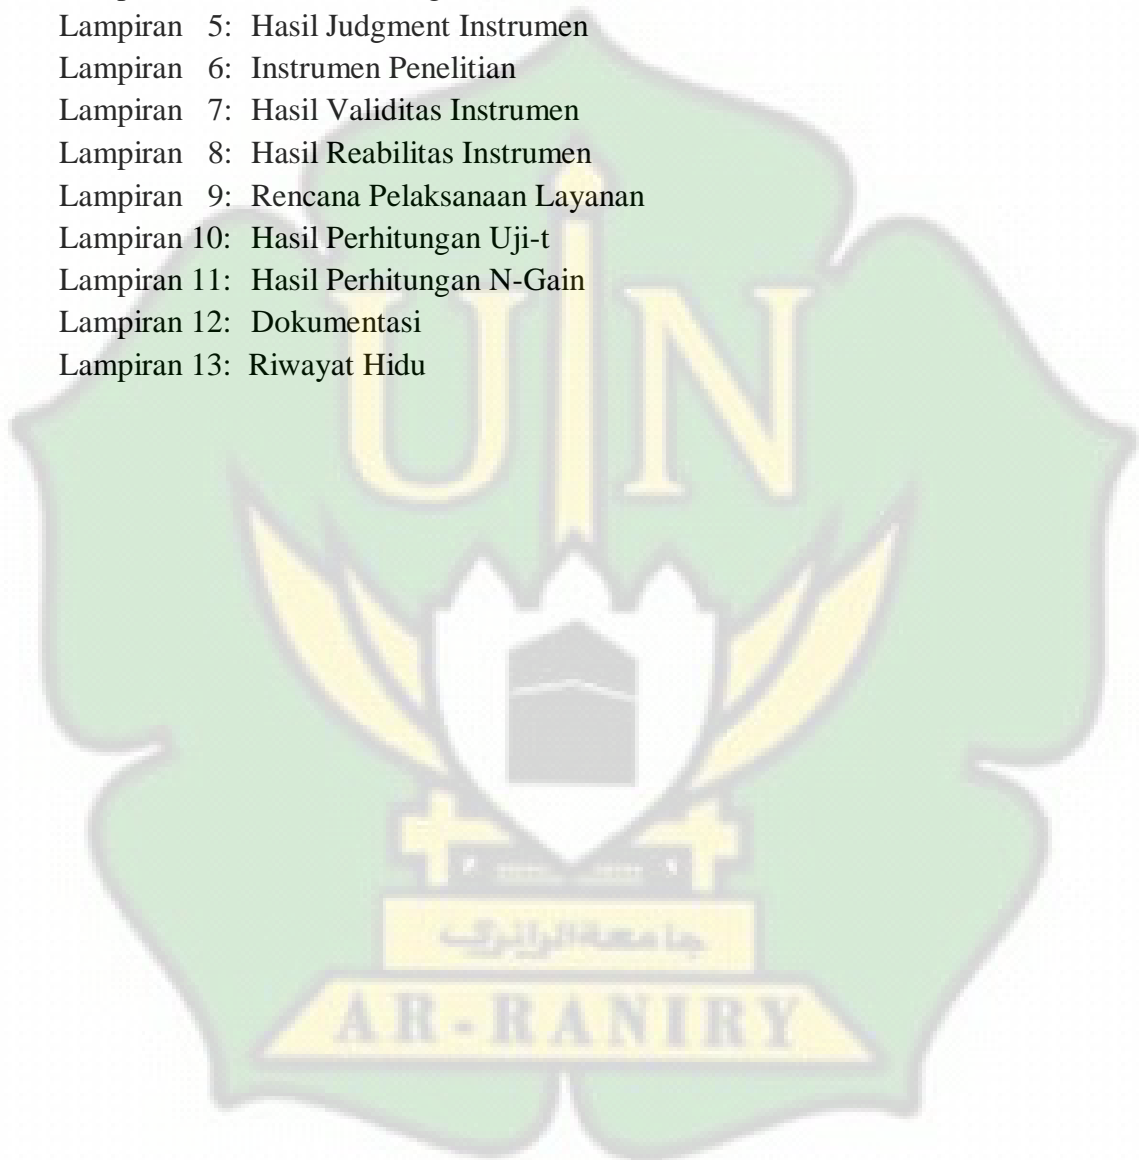 Lampiran 5: Hasil Judgment Instrumen
Lampiran 6: Instrumen Penelitian
Lampiran 7: Hasil Validitas Instrumen
Lampiran 8: Hasil Reabilitas Instrumen
Lampiran 9: Rencana Pelaksanaan Layanan
Lampiran 10: Hasil Perhitungan Uji-t
Lampiran 11: Hasil Perhitungan N-Gain
Lampiran 12: Dokumentasi
Lampiran 13: Riwayat Hidu
UIN
جامعة الرانري
AR-RANIRY